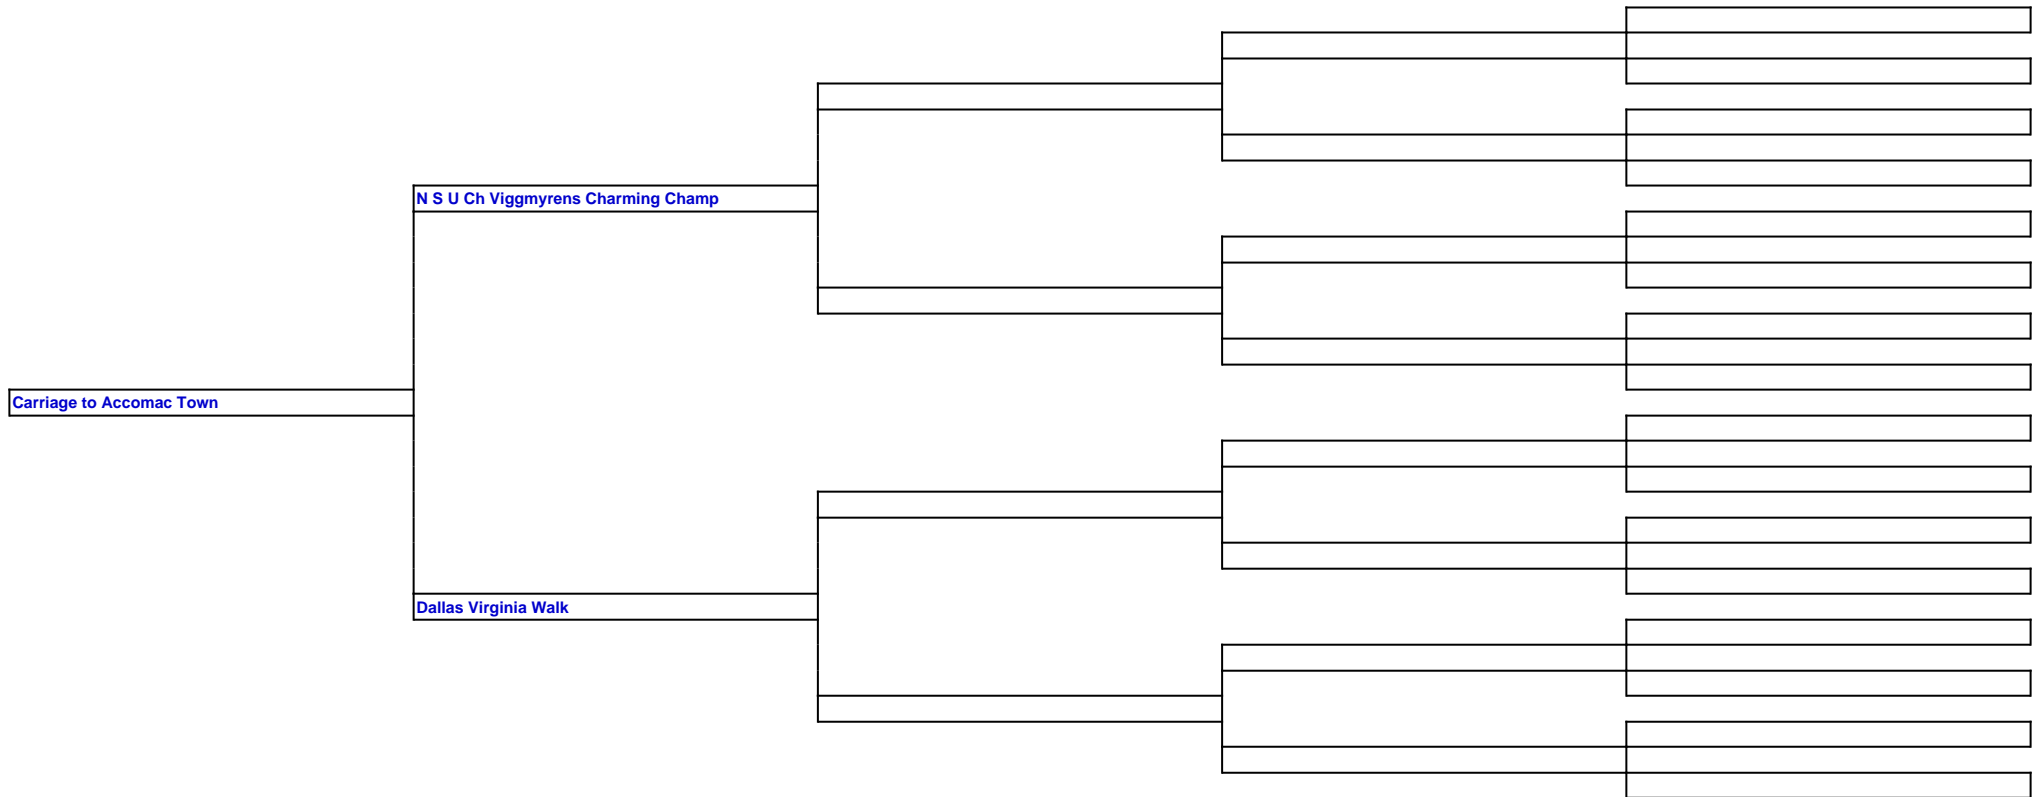 N S U Ch Viggmyrens Charming Champ
Carriage to Accomac Town
Dallas Virginia Walk